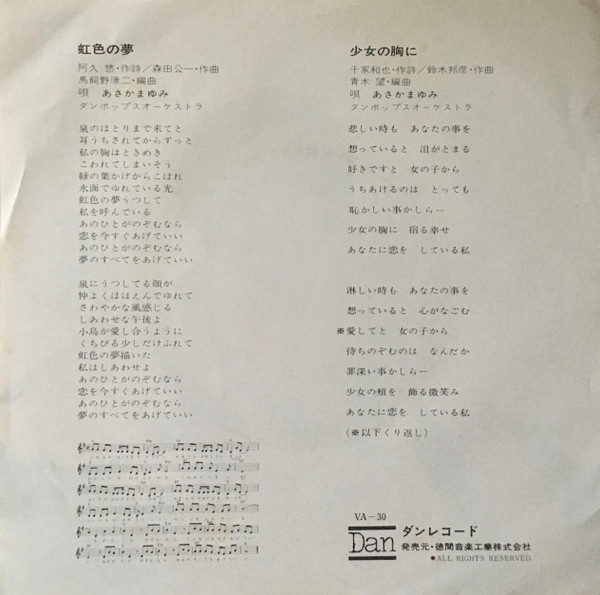 虹色の夢
阿久 悠・作詩／森田公一・作曲
馬飼野康二・編曲
唄 あさかまゆみ
ダンポップスオーケストラ
泉のほとりまで来てと
耳うちされてからずっと
私の胸はときめき
こわれてしまいそう
緑の葉かげからこぼれ
水面でゆれている光
虹色の夢うつして
私を呼んでいる
あのひとがのぞむなら
恋を今すぐあげていい
あのひとがのぞむなら
夢のすべてをあげていい
泉にうつしてる顔が
仲よくほほえんでゆれて
さわやかな風感じる
しあわせな午後よ
小鳥が愛し合うように
くちびる少しだけふれて
虹色の夢描いた
私はしあわせよ
あのひとがのぞむなら
恋を今すぐあげていい
あのひとがのぞむなら
夢のすべてをあげていい
少女の胸に
千家和也・作詩／鈴木邦彦・作曲
青木 望・編曲
唄 あさかまゆみ
ダンポップスオーケストラ
悲しい時も あなたの事を
想っていると 泪がとまる
好きですと 女の子から
うちあけるのは とっても
恥かしい事かしらー
少女の胸に 宿る幸せ
あなたに恋を している私
淋しい時も あなたの事を
想っていると 心がなごむ
※愛してと 女の子から
待ちのぞむのは なんだか
罪深い事かしらー
少女の頬を 飾る微笑み
あなたに恋を している私
(※以下くり返し)
VA-30
Dan ダンレコード
発売元・徳間音楽工業株式会社
●ALL RIGHTS RESERVED.